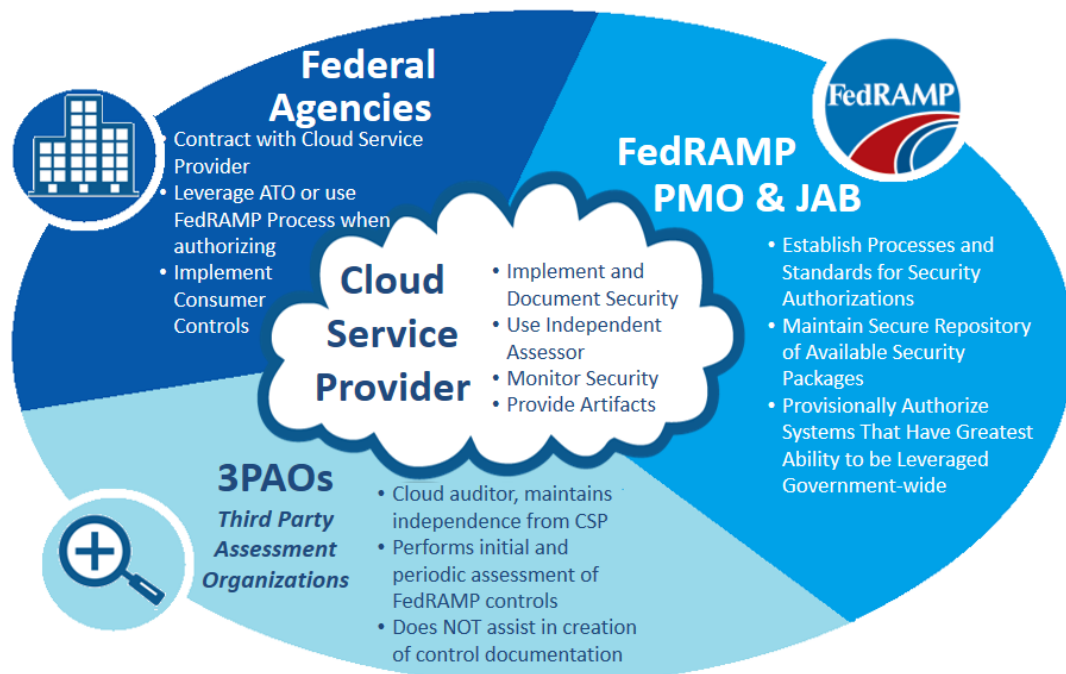 Federal
Agencies
• Contract with Cloud Service
Provider
• Leverage ATO or use
FedRAMP Process when
authorizing
• Implement
Consumer
Controls
FedRAMP
FedRAMP
PMO & JAB
• Establish Processes and
Standards for Security
Authorizations
• Maintain Secure Repository
of Available Security
Packages
• Provisionally Authorize
Systems That Have Greatest
Ability to be Leveraged
Government-wide
Cloud
Service
Provider
• Implement and
Document Security
• Use Independent
Assessor
• Monitor Security
• Provide Artifacts
3PAOs
Third Party
Assessment
Organizations
• Cloud auditor, maintains
independence from CSP
• Performs initial and
periodic assessment of
FedRAMP controls
• Does NOT assist in creation
of control documentation